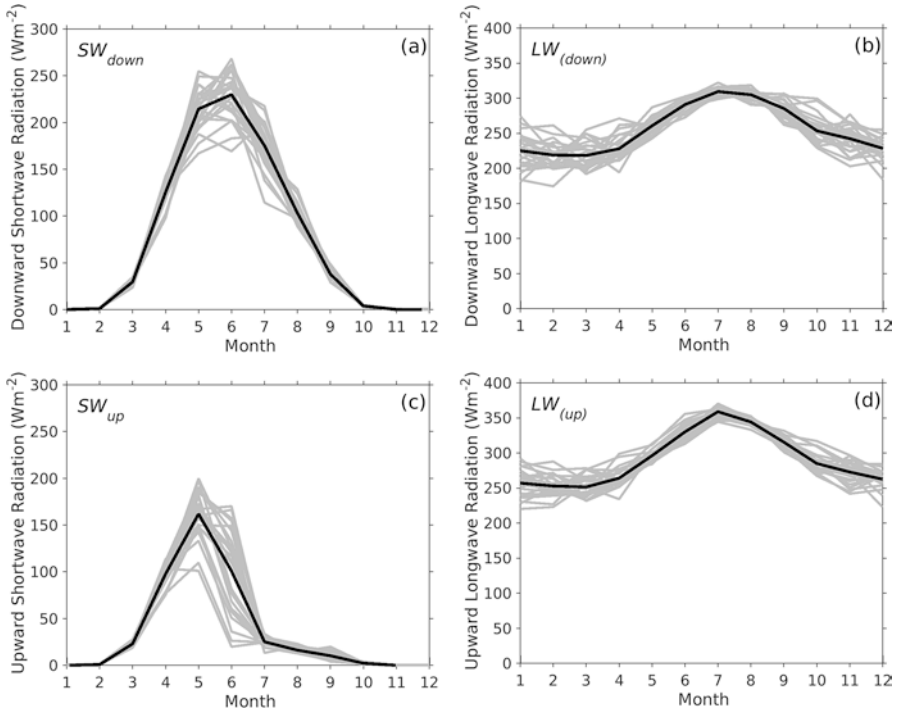 SW_down (a)
Downward Shortwave Radiation (Wm⁻²)
300
250
200
150
100
50
0
1 2 3 4 5 6 7 8 9 10 11 12
Month
LW_(down) (b)
Downward Longwave Radiation (Wm⁻²)
400
350
300
250
200
150
100
50
0
1 2 3 4 5 6 7 8 9 10 11 12
Month
SW_up (c)
Upward Shortwave Radiation (Wm⁻²)
300
250
200
150
100
50
0
1 2 3 4 5 6 7 8 9 10 11 12
Month
LW_(up) (d)
Upward Longwave Radiation (Wm⁻²)
400
350
300
250
200
150
100
50
0
1 2 3 4 5 6 7 8 9 10 11 12
Month